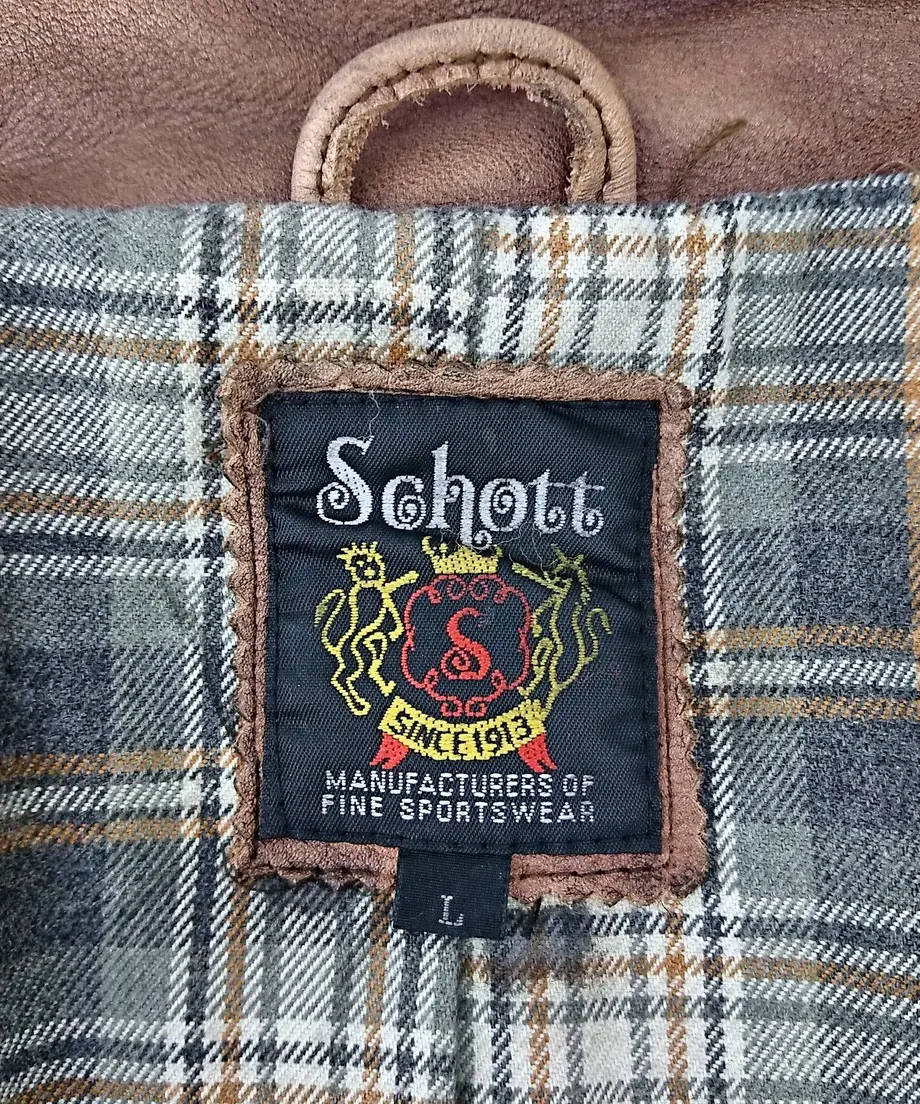 Schott
S
SINCE 1913
MANUFACTURERS OF
FINE SPORTSWEAR
L